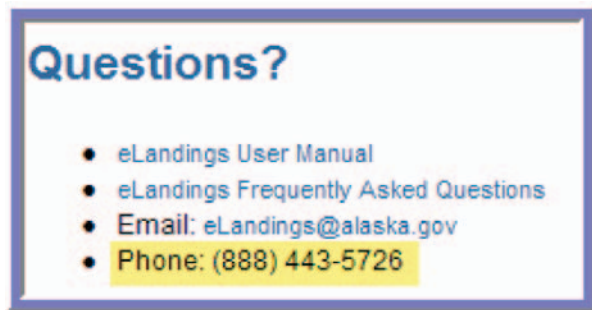 Questions?
eLandings User Manual
eLandings Frequently Asked Questions
Email: eLandings@alaska.gov
Phone: (888) 443-5726